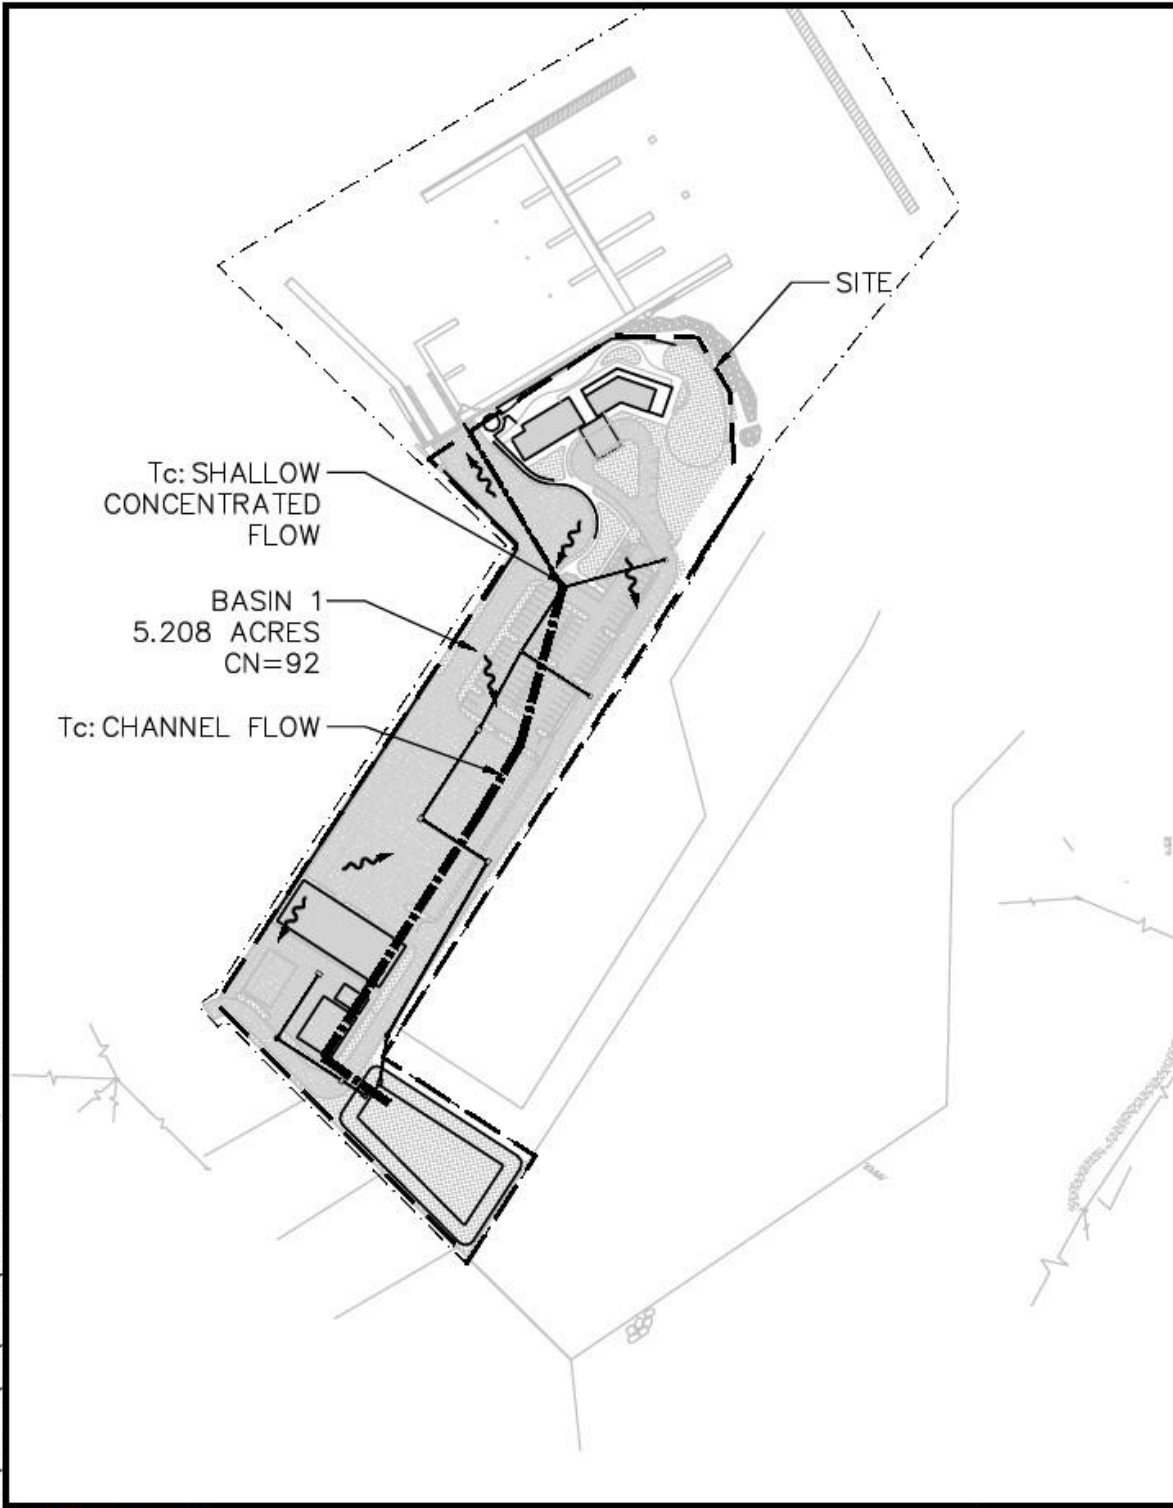 SITE
Tc: SHALLOW
CONCENTRATED
FLOW
BASIN 1
5.208 ACRES
CN=92
Tc: CHANNEL FLOW